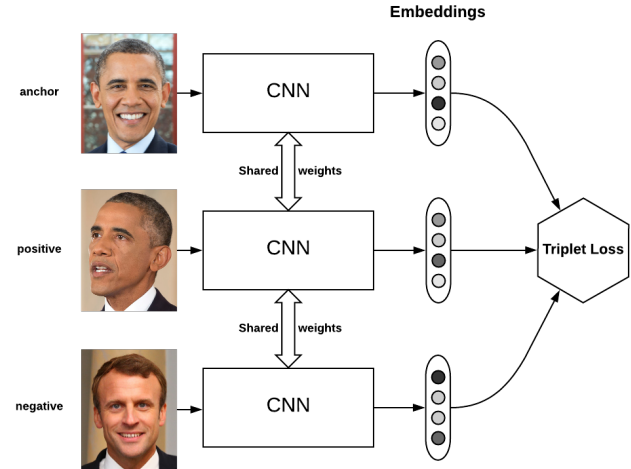 Embeddings
anchor
CNN
Shared weights
positive
CNN
Triplet Loss
Shared weights
negative
CNN